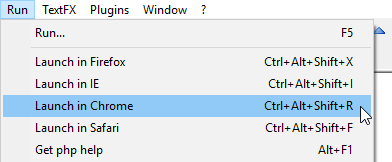 Run TextFX Plugins Window ?
Run... F5
Launch in Firefox Ctrl+Alt+Shift+X
Launch in IE Ctrl+Alt+Shift+I
Launch in Chrome Ctrl+Alt+Shift+R
Launch in Safari Ctrl+Alt+Shift+F
Get php help Alt+F1